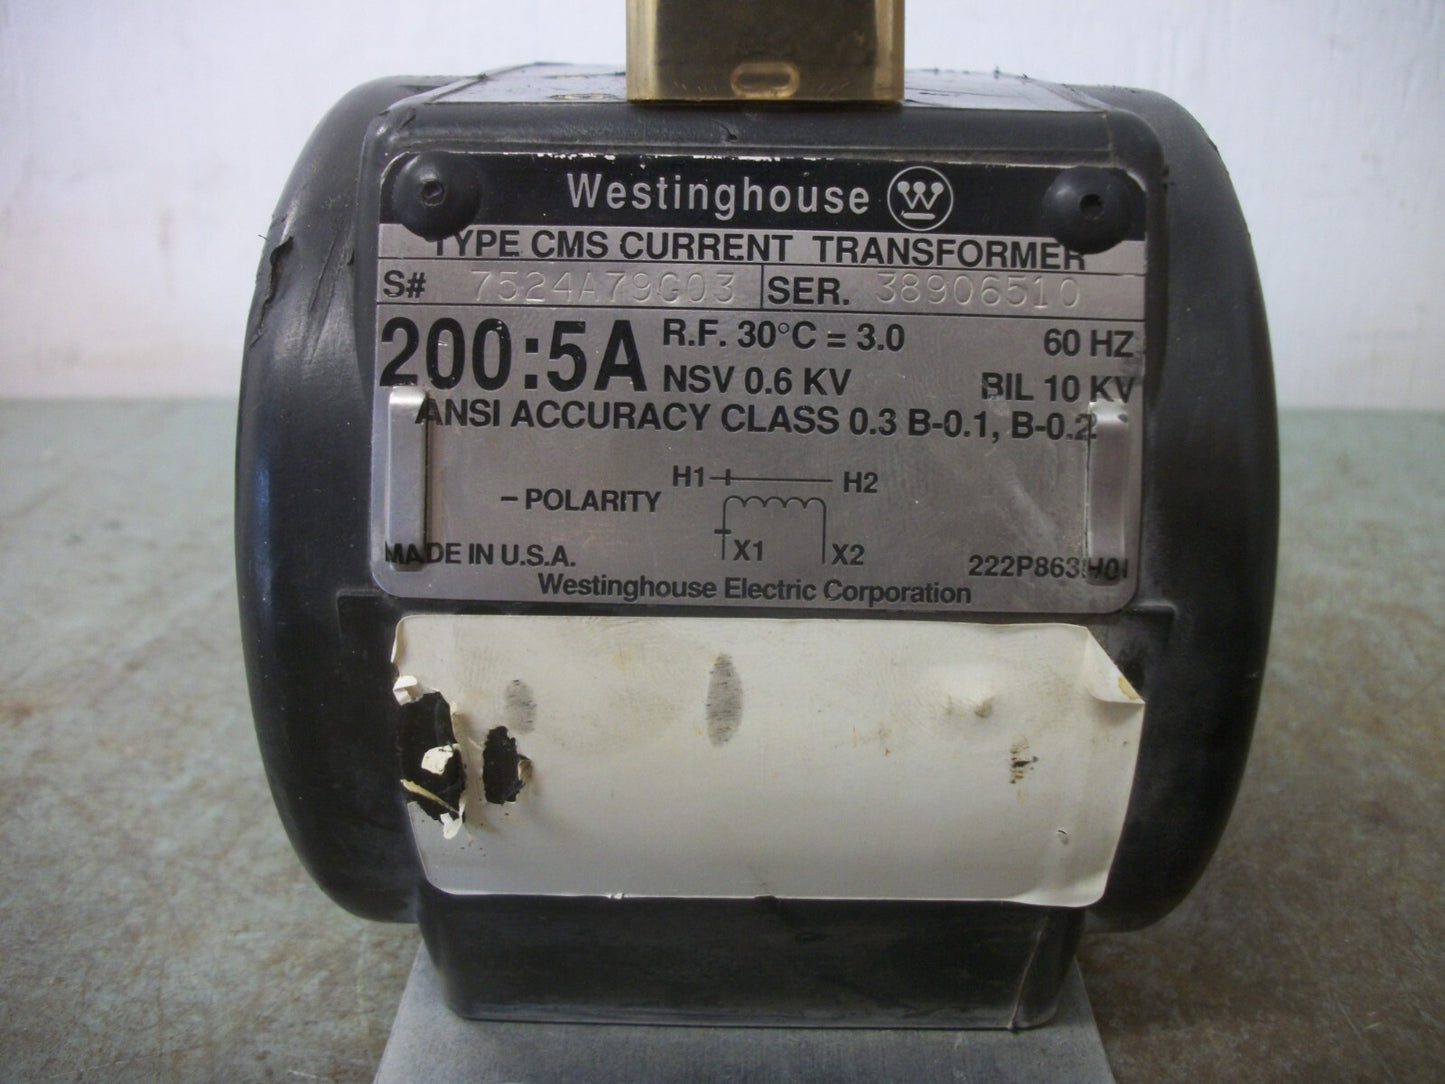 Westinghouse W
TYPE CMS CURRENT TRANSFORMER
S# 7524A79G03 SER. 38906510
200:5A R.F. 30°C = 3.0 60 HZ
NSV 0.6 KV BIL 10 KV
ANSI ACCURACY CLASS 0.3 B-0.1, B-0.2
H1 H2
- POLARITY
X1 X2
MADE IN U.S.A. 222P863H01
Westinghouse Electric Corporation